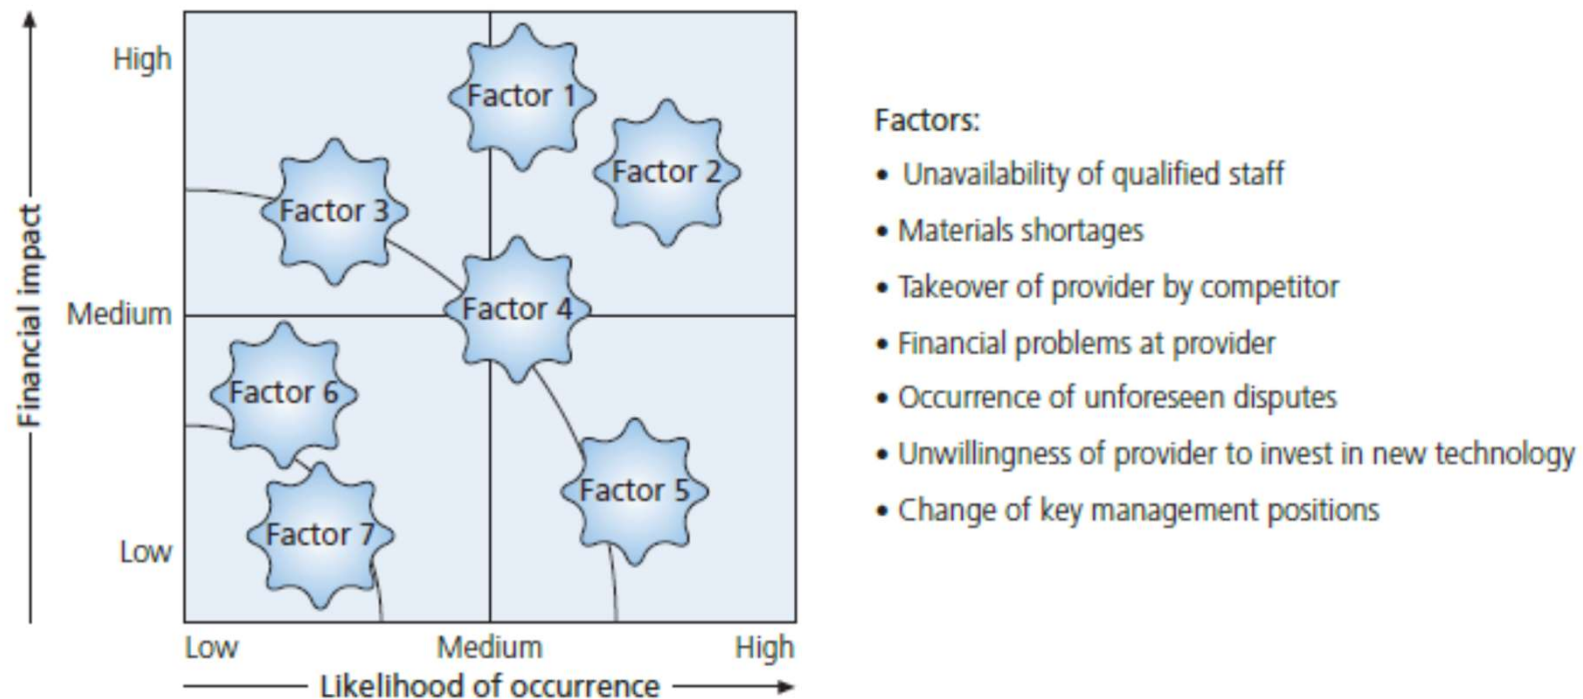 Financial impact
High
Medium
Low
Factor 1
Factor 2
Factor 3
Factor 4
Factor 6
Factor 5
Factor 7
Low
Medium
High
Likelihood of occurrence
Factors:
• Unavailability of qualified staff
• Materials shortages
• Takeover of provider by competitor
• Financial problems at provider
• Occurrence of unforeseen disputes
• Unwillingness of provider to invest in new technology
• Change of key management positions